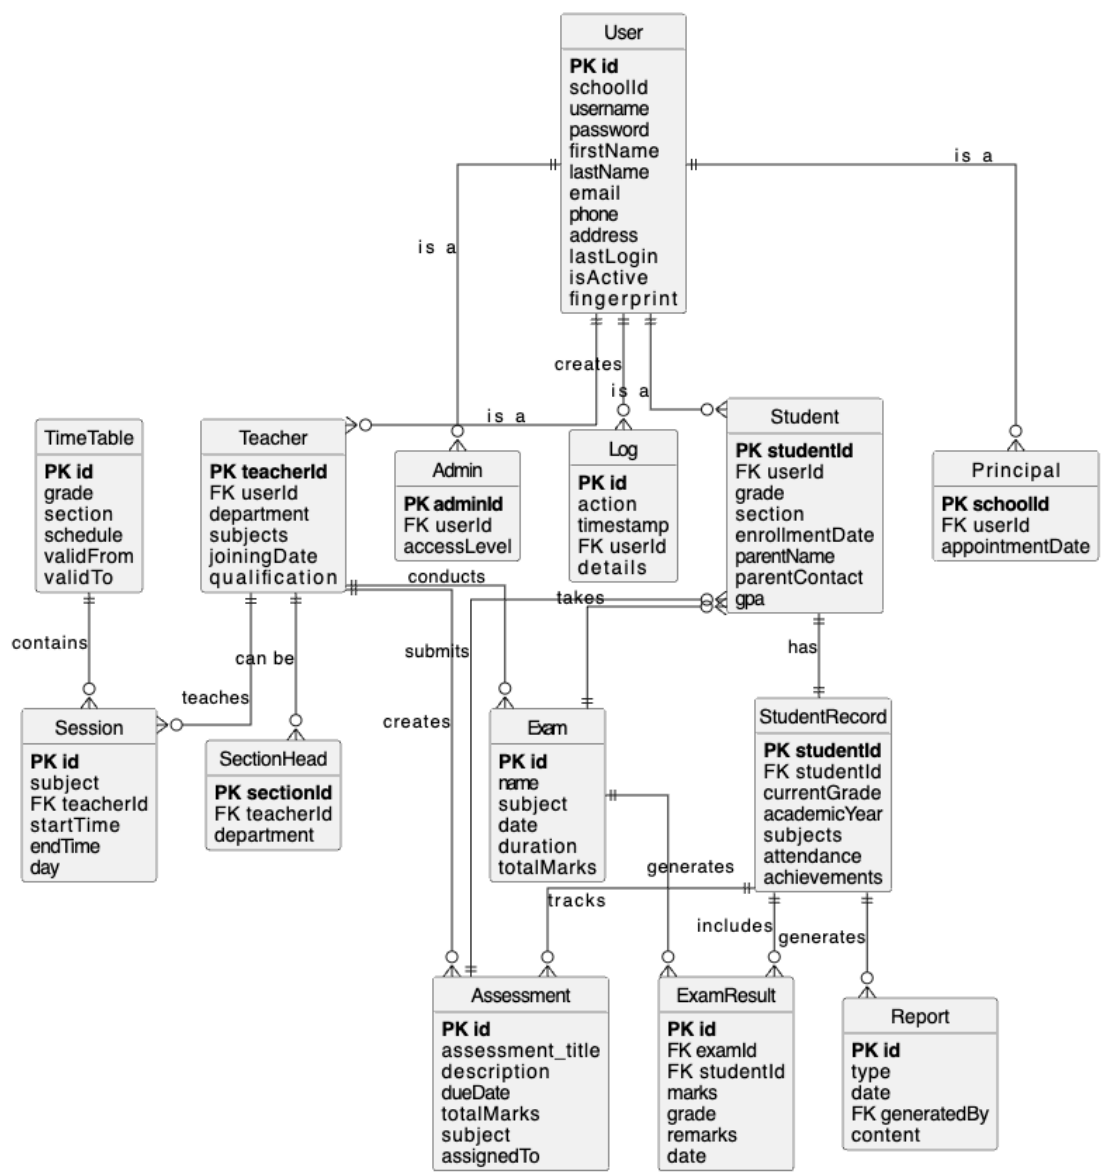 User
PK id
schoolId
username
password
firstName
lastName
email
phone
address
lastLogin
isActive
fingerprint
is a
is a
creates
is a
is a
TimeTable
PK id
grade
section
schedule
validFrom
validTo
Teacher
PK teacherId
FK userId
department
subjects
joiningDate
qualification
Admin
PK adminId
FK userId
accessLevel
Log
PK id
action
timestamp
FK userId
details
Student
PK studentId
FK userId
grade
section
enrollmentDate
parentName
parentContact
gpa
Principal
PK schoolId
FK userId
appointmentDate
conducts
takes
contains
can be
submits
has
teaches
creates
Session
PK id
subject
FK teacherId
startTime
endTime
day
SectionHead
PK sectionId
FK teacherId
department
Exam
PK id
name
subject
date
duration
totalMarks
StudentRecord
PK studentId
FK studentId
currentGrade
academicYear
subjects
attendance
achievements
generates
tracks
includes
generates
Assessment
PK id
assessment_title
description
dueDate
totalMarks
subject
assignedTo
ExamResult
PK id
FK examId
FK studentId
marks
grade
remarks
date
Report
PK id
type
date
FK generatedBy
content